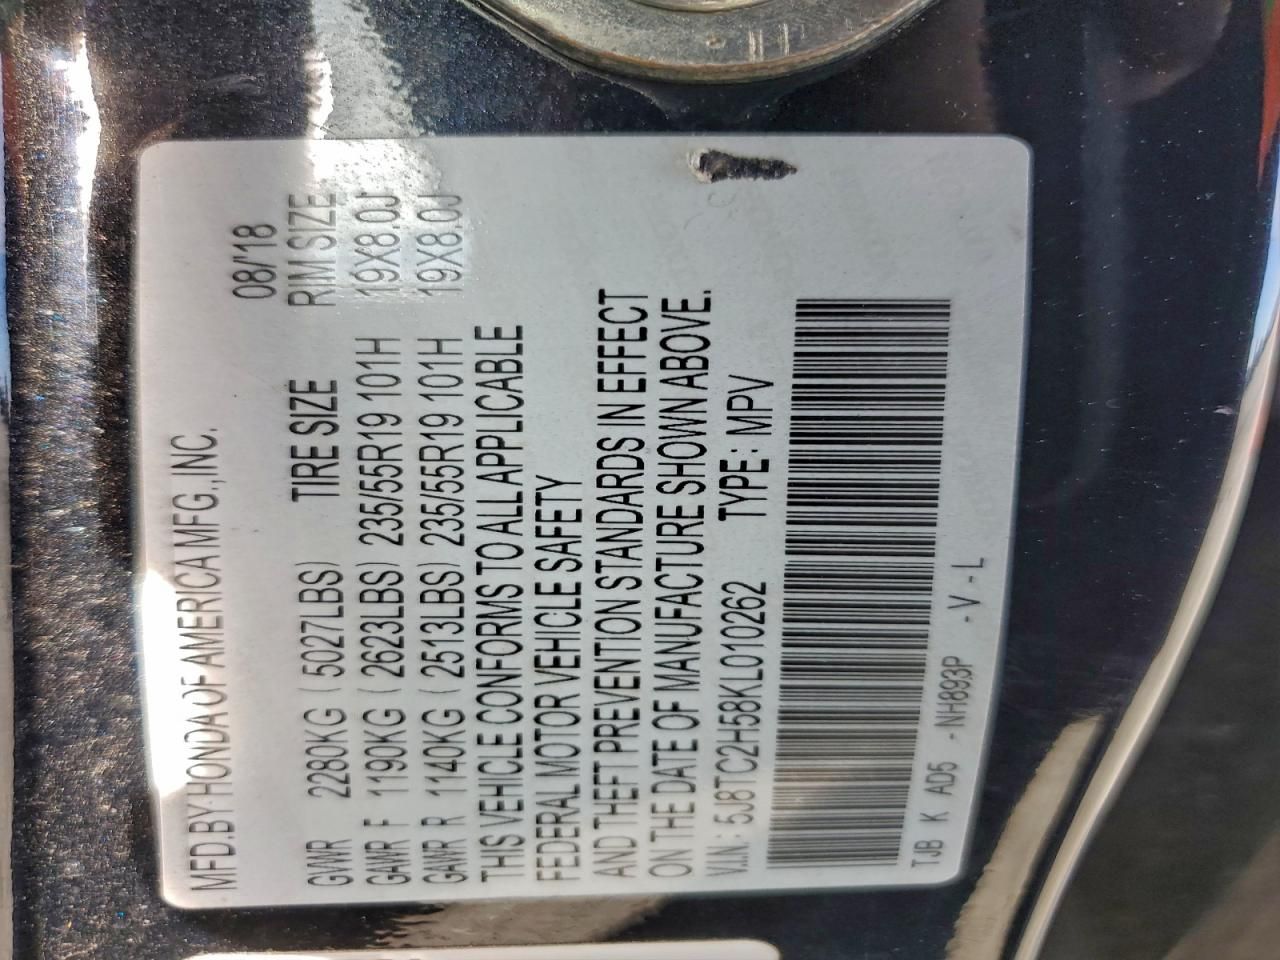 MFD.BY HONDA OF AMERICA MFG.,INC.
08/'18
GVWR 2280KG ( 5027LBS) TIRE SIZE RIM SIZE
GAWR F 1190KG ( 2623LBS) 235/55R19 101H 19X8.0J
GAWR R 1140KG ( 2513LBS) 235/55R19 101H 19X8.0J
THIS VEHICLE CONFORMS TO ALL APPLICABLE
FEDERAL MOTOR VEHICLE SAFETY
AND THEFT PREVENTION STANDARDS IN EFFECT
ON THE DATE OF MANUFACTURE SHOWN ABOVE.
V.I.N.: 5J8TC2H58KL010262 TYPE: MPV
TJB K AD5 -NH893P -V-L